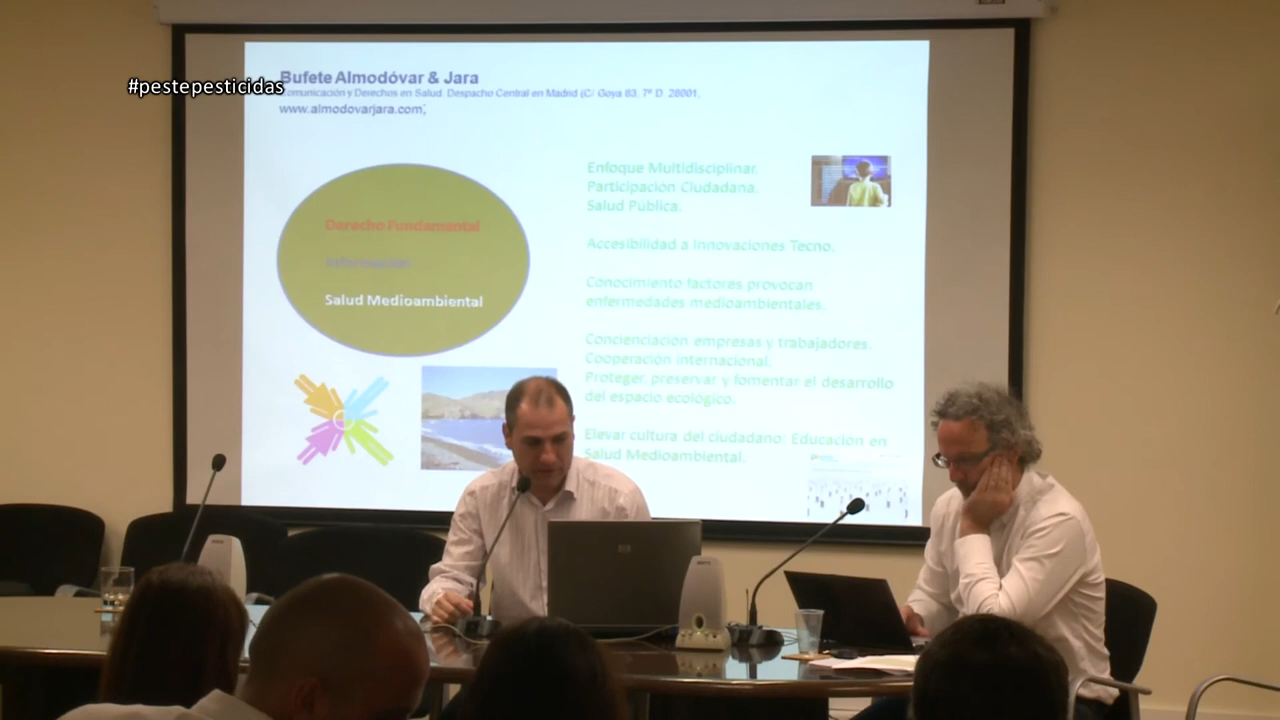 #pestepesticidas
Bufete Almodóvar & Jara
Comunicación y Derechos en Salud. Despacho Central en Madrid (C/ Goya 83, 7º D. 28001,
www.almodovarjara.com;
Derecho Fundamental
Información
Salud Medioambiental
Enfoque Multidisciplinar.
Participación Ciudadana.
Salud Pública.
Accesibilidad a Innovaciones Tecno.
Conocimiento factores provocan
enfermedades medioambientales.
Concienciación empresas y trabajadores.
Cooperación internacional.
Proteger, preservar y fomentar el desarrollo
del espacio ecológico.
Elevar cultura del ciudadano: Educación en
Salud Medioambiental.
hp